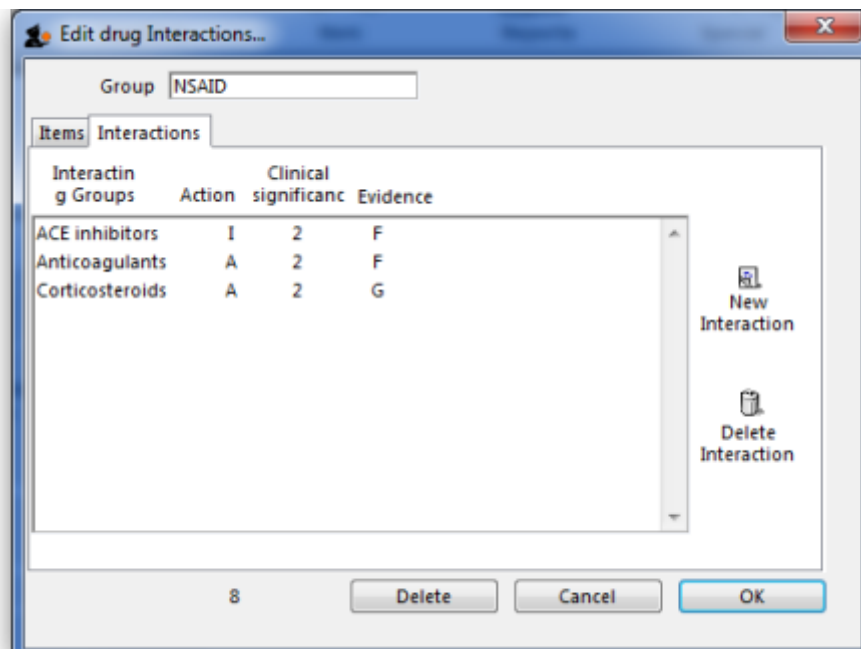 Edit drug Interactions...
Group NSAID
Items Interactions
Interactin
g Groups Action Clinical
significanc Evidence
ACE inhibitors I 2 F
Anticoagulants A 2 F
Corticosteroids A 2 G
New
Interaction
Delete
Interaction
8 Delete Cancel OK